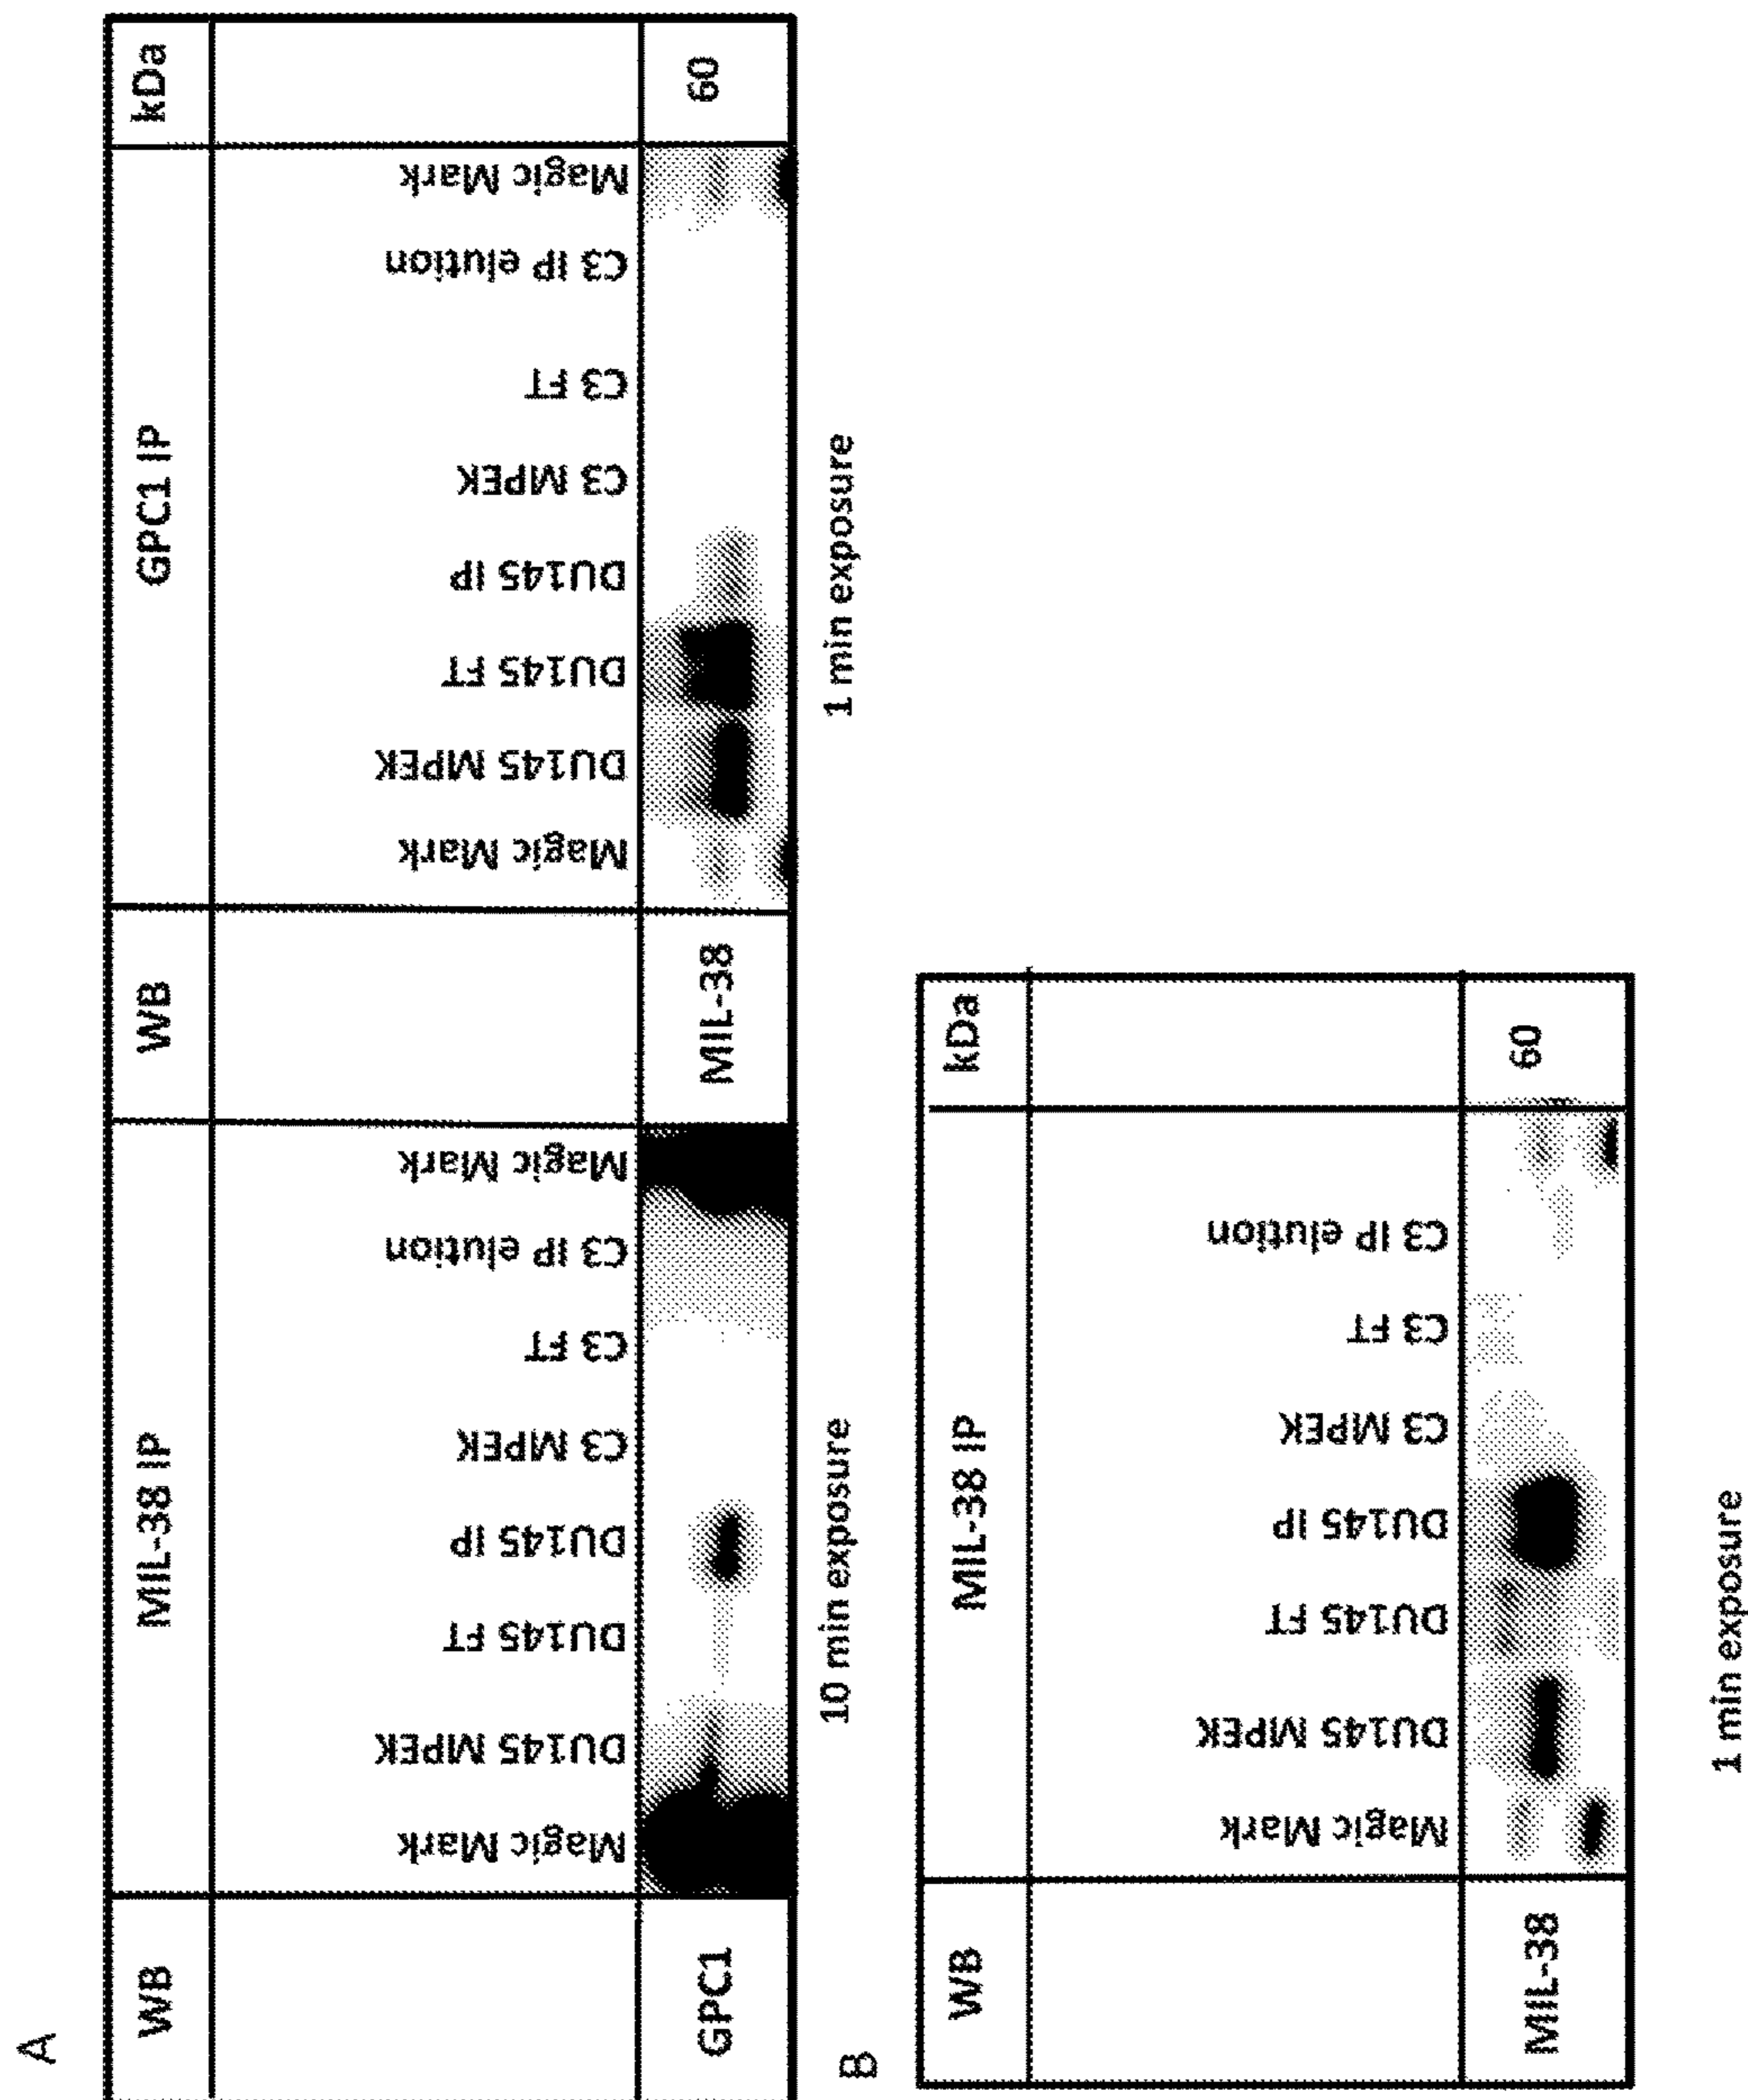 A
WB
MIL-38 IP
WB
GPC1 IP
kDa
Magic Mark
DU145 MPEK
DU145 FT
DU145 IP
C3 MPEK
C3 FT
C3 IP elution
Magic Mark
Magic Mark
DU145 MPEK
DU145 FT
DU145 IP
C3 MPEK
C3 FT
C3 IP elution
Magic Mark
GPC1
MIL-38
60
10 min exposure
1 min exposure
B
WB
MIL-38 IP
kDa
Magic Mark
DU145 MPEK
DU145 FT
DU145 IP
C3 MPEK
C3 FT
C3 IP elution
MIL-38
60
1 min exposure